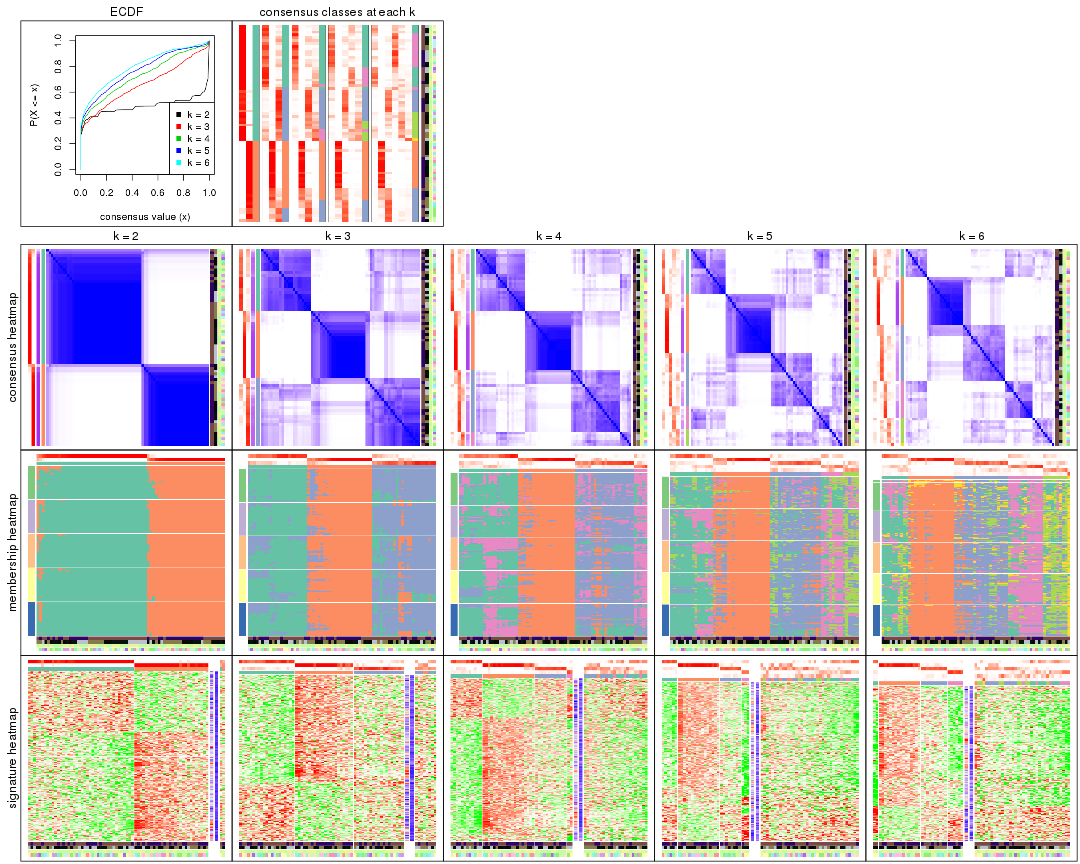 ECDF
consensus classes at each k
P(X <= x)
0.0 0.2 0.4 0.6 0.8 1.0
k = 2
k = 3
k = 4
k = 5
k = 6
0.0 0.2 0.4 0.6 0.8 1.0
consensus value (x)
k = 2
k = 3
k = 4
k = 5
k = 6
consensus heatmap
membership heatmap
signature heatmap